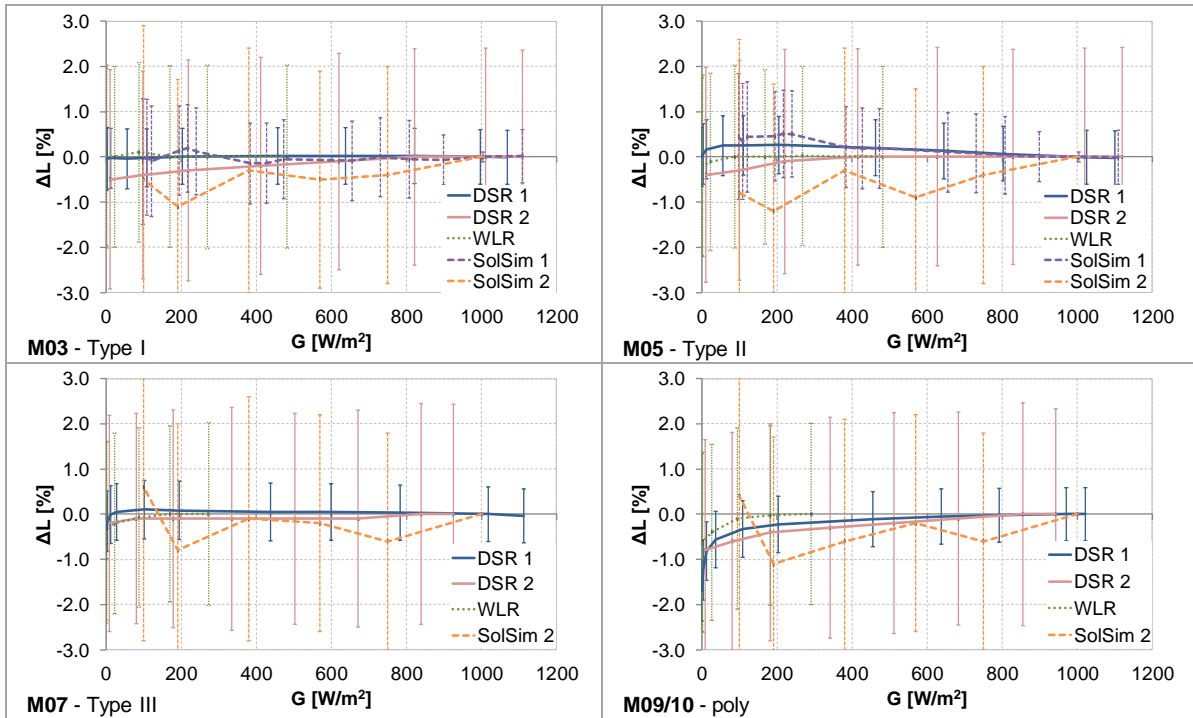 3.0
2.0
1.0
0.0
-1.0
-2.0
-3.0
ΔL [%]
0 200 400 600 800 1000 1200
G [W/m²]
DSR 1
DSR 2
WLR
SolSim 1
SolSim 2
M03 - Type I
3.0
2.0
1.0
0.0
-1.0
-2.0
-3.0
ΔL [%]
0 200 400 600 800 1000 1200
G [W/m²]
DSR 1
DSR 2
WLR
SolSim 1
SolSim 2
M05 - Type II
3.0
2.0
1.0
0.0
-1.0
-2.0
-3.0
ΔL [%]
0 200 400 600 800 1000 1200
G [W/m²]
DSR 1
DSR 2
WLR
SolSim 2
M07 - Type III
3.0
2.0
1.0
0.0
-1.0
-2.0
-3.0
ΔL [%]
0 200 400 600 800 1000 1200
G [W/m²]
DSR 1
DSR 2
WLR
SolSim 2
M09/10 - poly